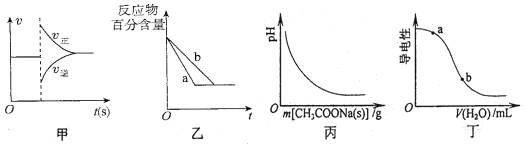 v
v正
v逆
O
t(s)
甲
反应物
百分含量
b
a
O
t
乙
pH
O
m[CH₃COONa(s)]/g
丙
导电性
a
b
O
V(H₂O)/mL
丁